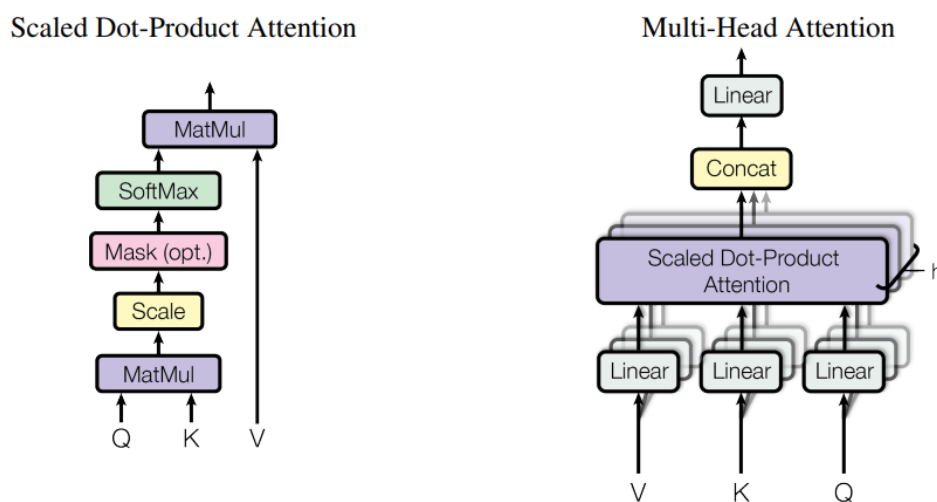 Scaled Dot-Product Attention
MatMul
SoftMax
Mask (opt.)
Scale
MatMul
Q K V
Multi-Head Attention
Linear
Concat
Scaled Dot-Product
Attention
Linear Linear Linear
V K Q